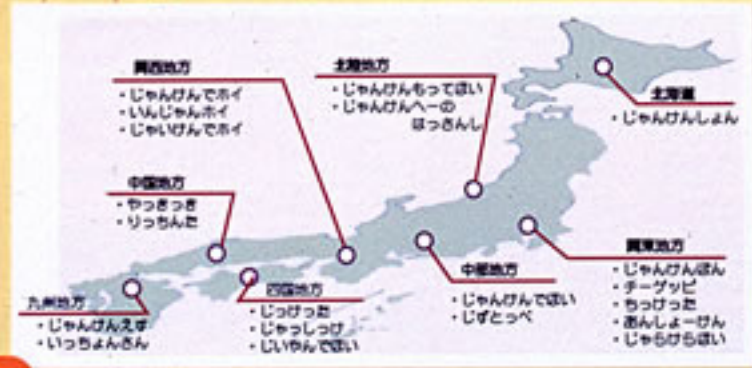 関西地方
・じゃんけんでホイ
・いんじゃんホイ
・じゃいけんでホイ
北陸地方
・じゃんけんもってほい
・じゃんけんへーの
はっさんし
北海道
・じゃんけんしょん
中国地方
・やっきっき
・りっちんた
九州地方
・じゃんけんえす
・いっちょんさん
四国地方
・じっけった
・じゃっしっけ
・じいやんでほい
中部地方
・じゃんけんでほい
・じずとっぺ
関東地方
・じゃんけんぽん
・チーゲッピ
・ちっけった
・あんしょーけん
・じゃらけらほい